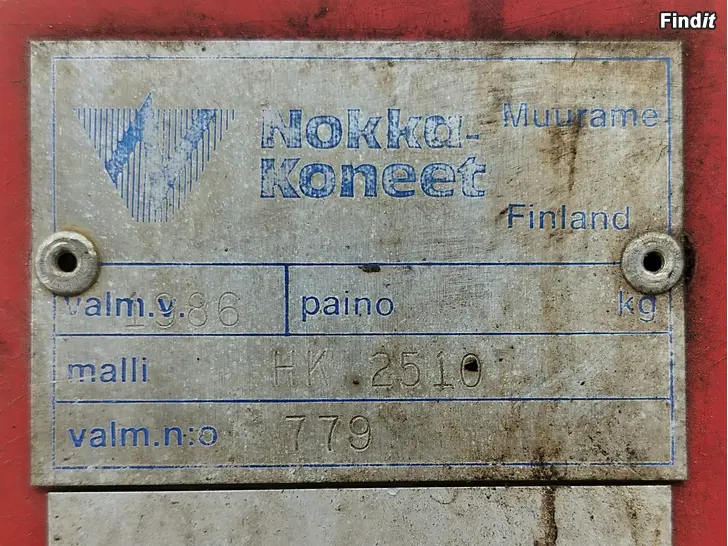 Findit
Nokka-
Koneet
Muurame
Finland
valm.v. 1986 paino kg
malli HK 2510
valm.n:o 779